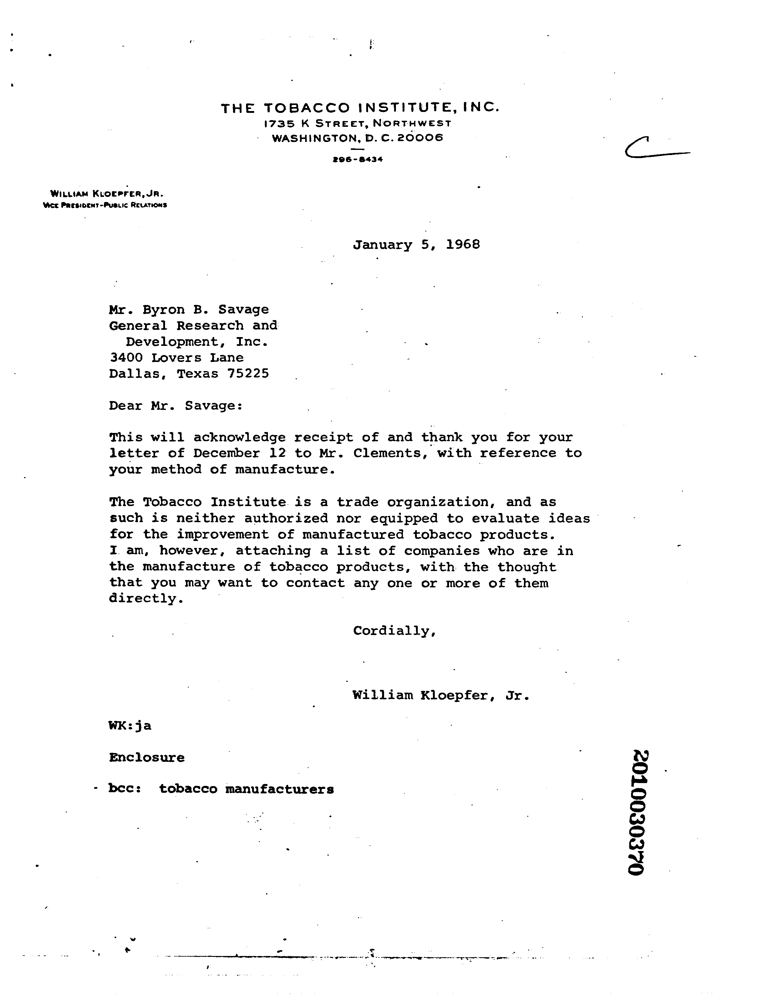 THE TOBACCO INSTITUTE, INC.
1735 K STREET, NORTHWEST
WASHINGTON, D. C. 20006
296-8434
C
WILLIAM KLOEPFER, JR.
VICE PRESIDENT-PUBLIC RELATIONS
January 5, 1968
Mr. Byron B. Savage
General Research and
Development, Inc.
3400 Lovers Lane
Dallas, Texas 75225
Dear Mr. Savage:
This will acknowledge receipt of and thank you for your
letter of December 12 to Mr. Clements, with reference to
your method of manufacture.
The Tobacco Institute is a trade organization, and as
such is neither authorized nor equipped to evaluate ideas
for the improvement of manufactured tobacco products.
I am, however, attaching a list of companies who are in
the manufacture of tobacco products, with the thought
that you may want to contact any one or more of them
directly.
Cordially,
William Kloepfer, Jr.
WK:ja
Enclosure
bcc: tobacco manufacturers
2010030370